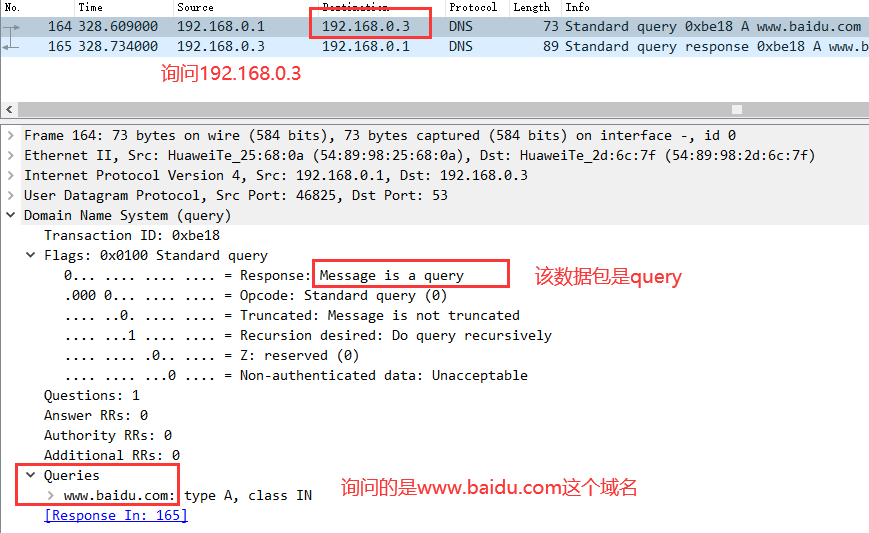 No. Time Source Destination Protocol Length Info
164 328.609000 192.168.0.1 192.168.0.3 DNS 73 Standard query 0xbe18 A www.baidu.com
165 328.734000 192.168.0.3 192.168.0.1 DNS 89 Standard query response 0xbe18 A www.b
询问192.168.0.3
Frame 164: 73 bytes on wire (584 bits), 73 bytes captured (584 bits) on interface -, id 0
Ethernet II, Src: HuaweiTe_25:68:0a (54:89:98:25:68:0a), Dst: HuaweiTe_2d:6c:7f (54:89:98:2d:6c:7f)
Internet Protocol Version 4, Src: 192.168.0.1, Dst: 192.168.0.3
User Datagram Protocol, Src Port: 46825, Dst Port: 53
Domain Name System (query)
Transaction ID: 0xbe18
Flags: 0x0100 Standard query
0... .... .... .... = Response: Message is a query
该数据包是query
.000 0... .... .... = Opcode: Standard query (0)
.... ..0. .... .... = Truncated: Message is not truncated
.... ...1 .... .... = Recursion desired: Do query recursively
.... .... .0.. .... = Z: reserved (0)
.... .... ...0 .... = Non-authenticated data: Unacceptable
Questions: 1
Answer RRs: 0
Authority RRs: 0
Additional RRs: 0
Queries
www.baidu.com: type A, class IN
询问的是www.baidu.com这个域名
[Response In: 165]